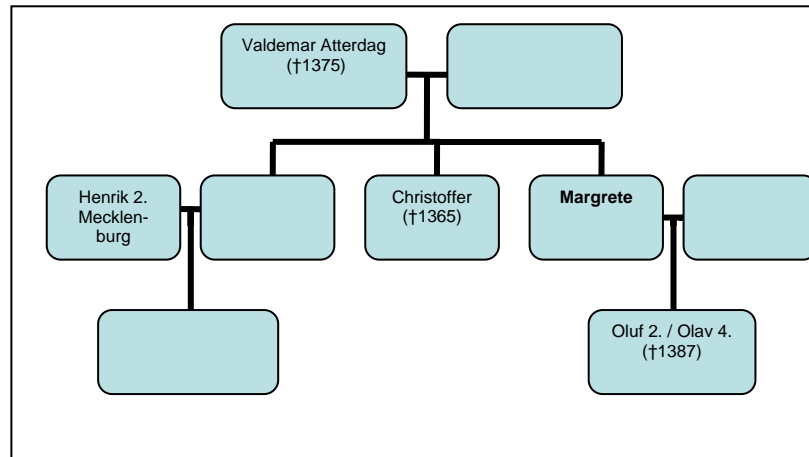 Valdemar Atterdag
(†1375)
Henrik 2.
Mecklen-
burg
Christoffer
(†1365)
Margrete
Oluf 2. / Olav 4.
(†1387)